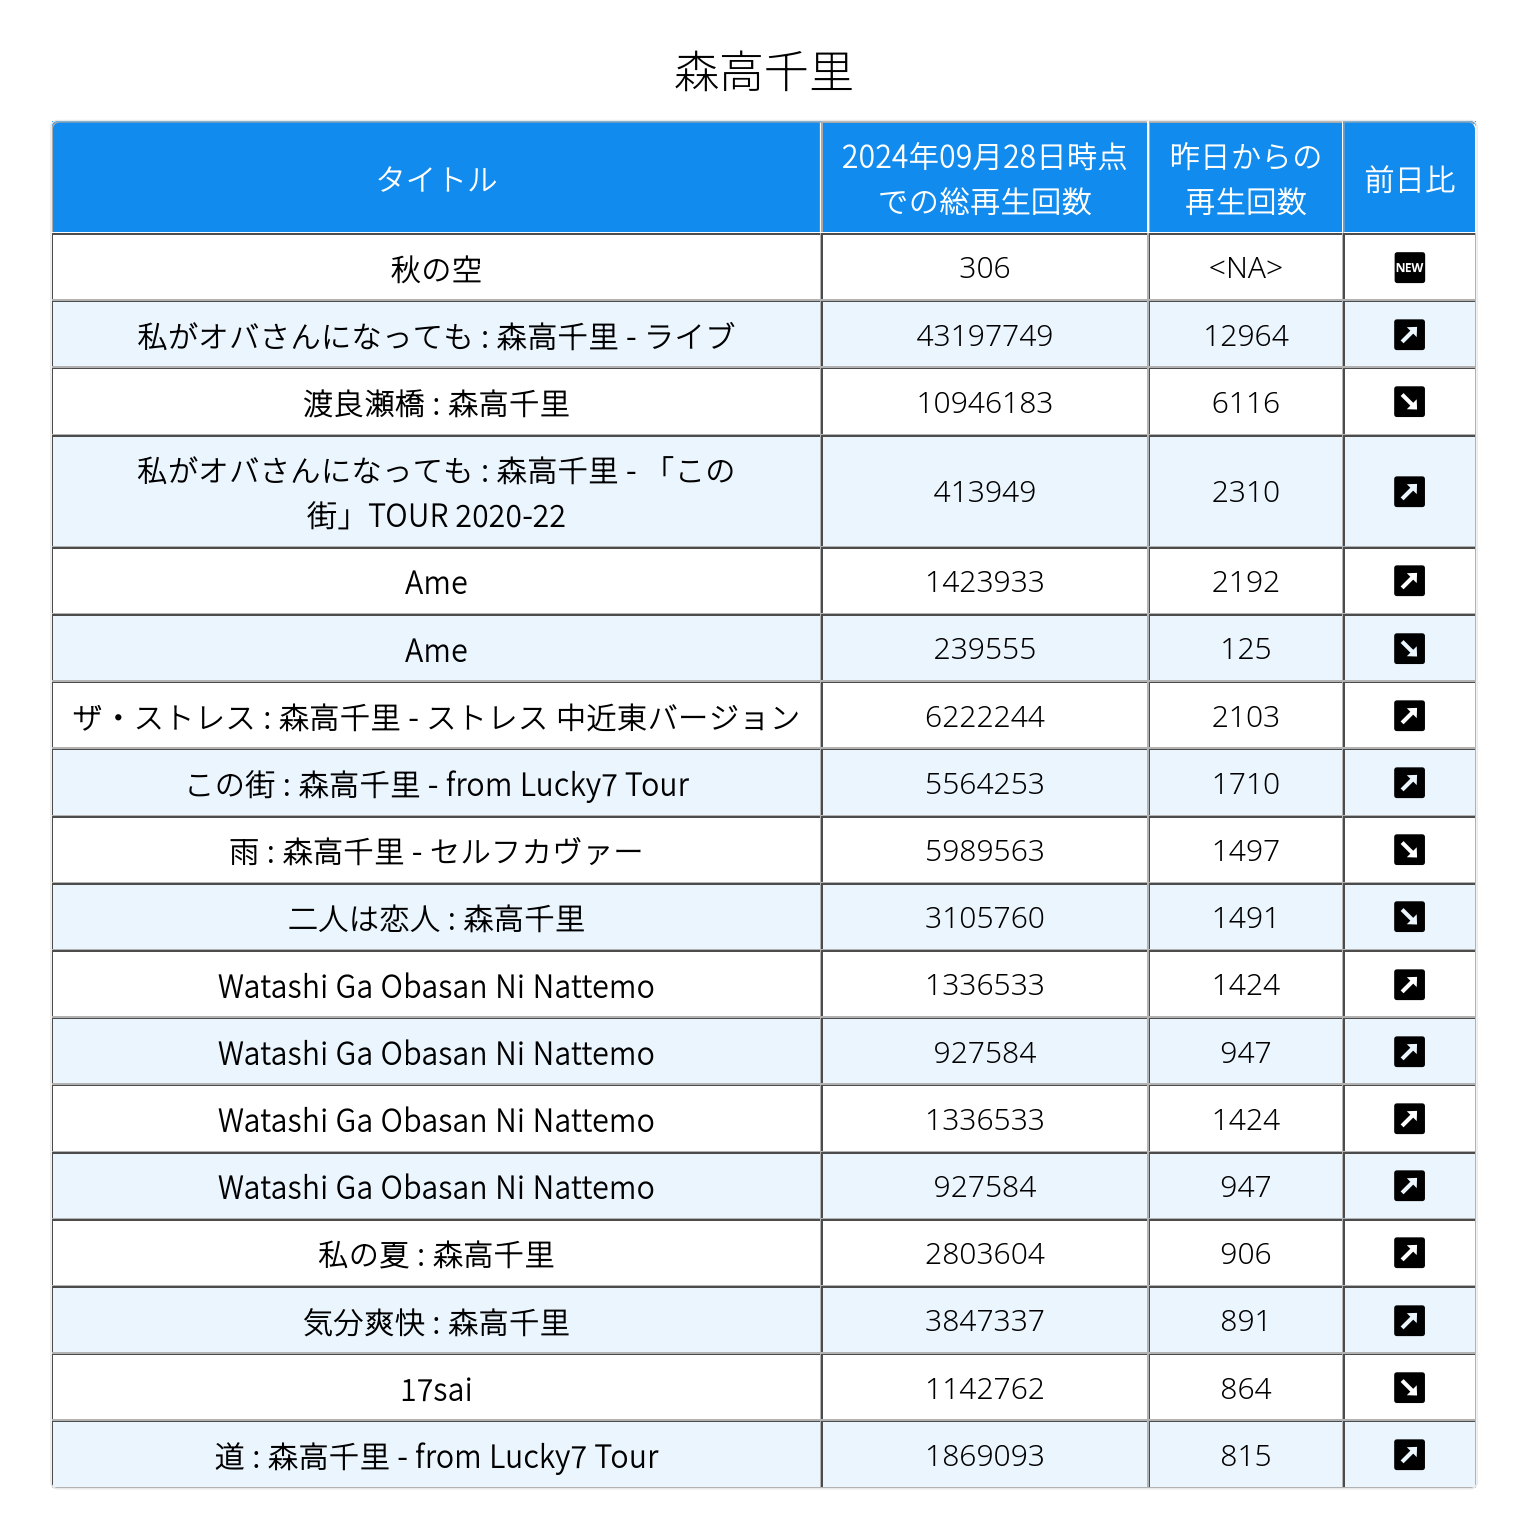 森高千里
タイトル
2024年09月28日時点
での総再生回数
昨日からの
再生回数
前日比
秋の空 306 <NA> NEW
私がオバさんになっても : 森高千里 - ライブ 43197749 12964
渡良瀬橋 : 森高千里 10946183 6116
私がオバさんになっても : 森高千里 - 「この
街」TOUR 2020-22 413949 2310
Ame 1423933 2192
Ame 239555 125
ザ・ストレス : 森高千里 - ストレス 中近東バージョン 6222244 2103
この街 : 森高千里 - from Lucky7 Tour 5564253 1710
雨 : 森高千里 - セルフカヴァー 5989563 1497
二人は恋人 : 森高千里 3105760 1491
Watashi Ga Obasan Ni Nattemo 1336533 1424
Watashi Ga Obasan Ni Nattemo 927584 947
Watashi Ga Obasan Ni Nattemo 1336533 1424
Watashi Ga Obasan Ni Nattemo 927584 947
私の夏 : 森高千里 2803604 906
気分爽快 : 森高千里 3847337 891
17sai 1142762 864
道 : 森高千里 - from Lucky7 Tour 1869093 815